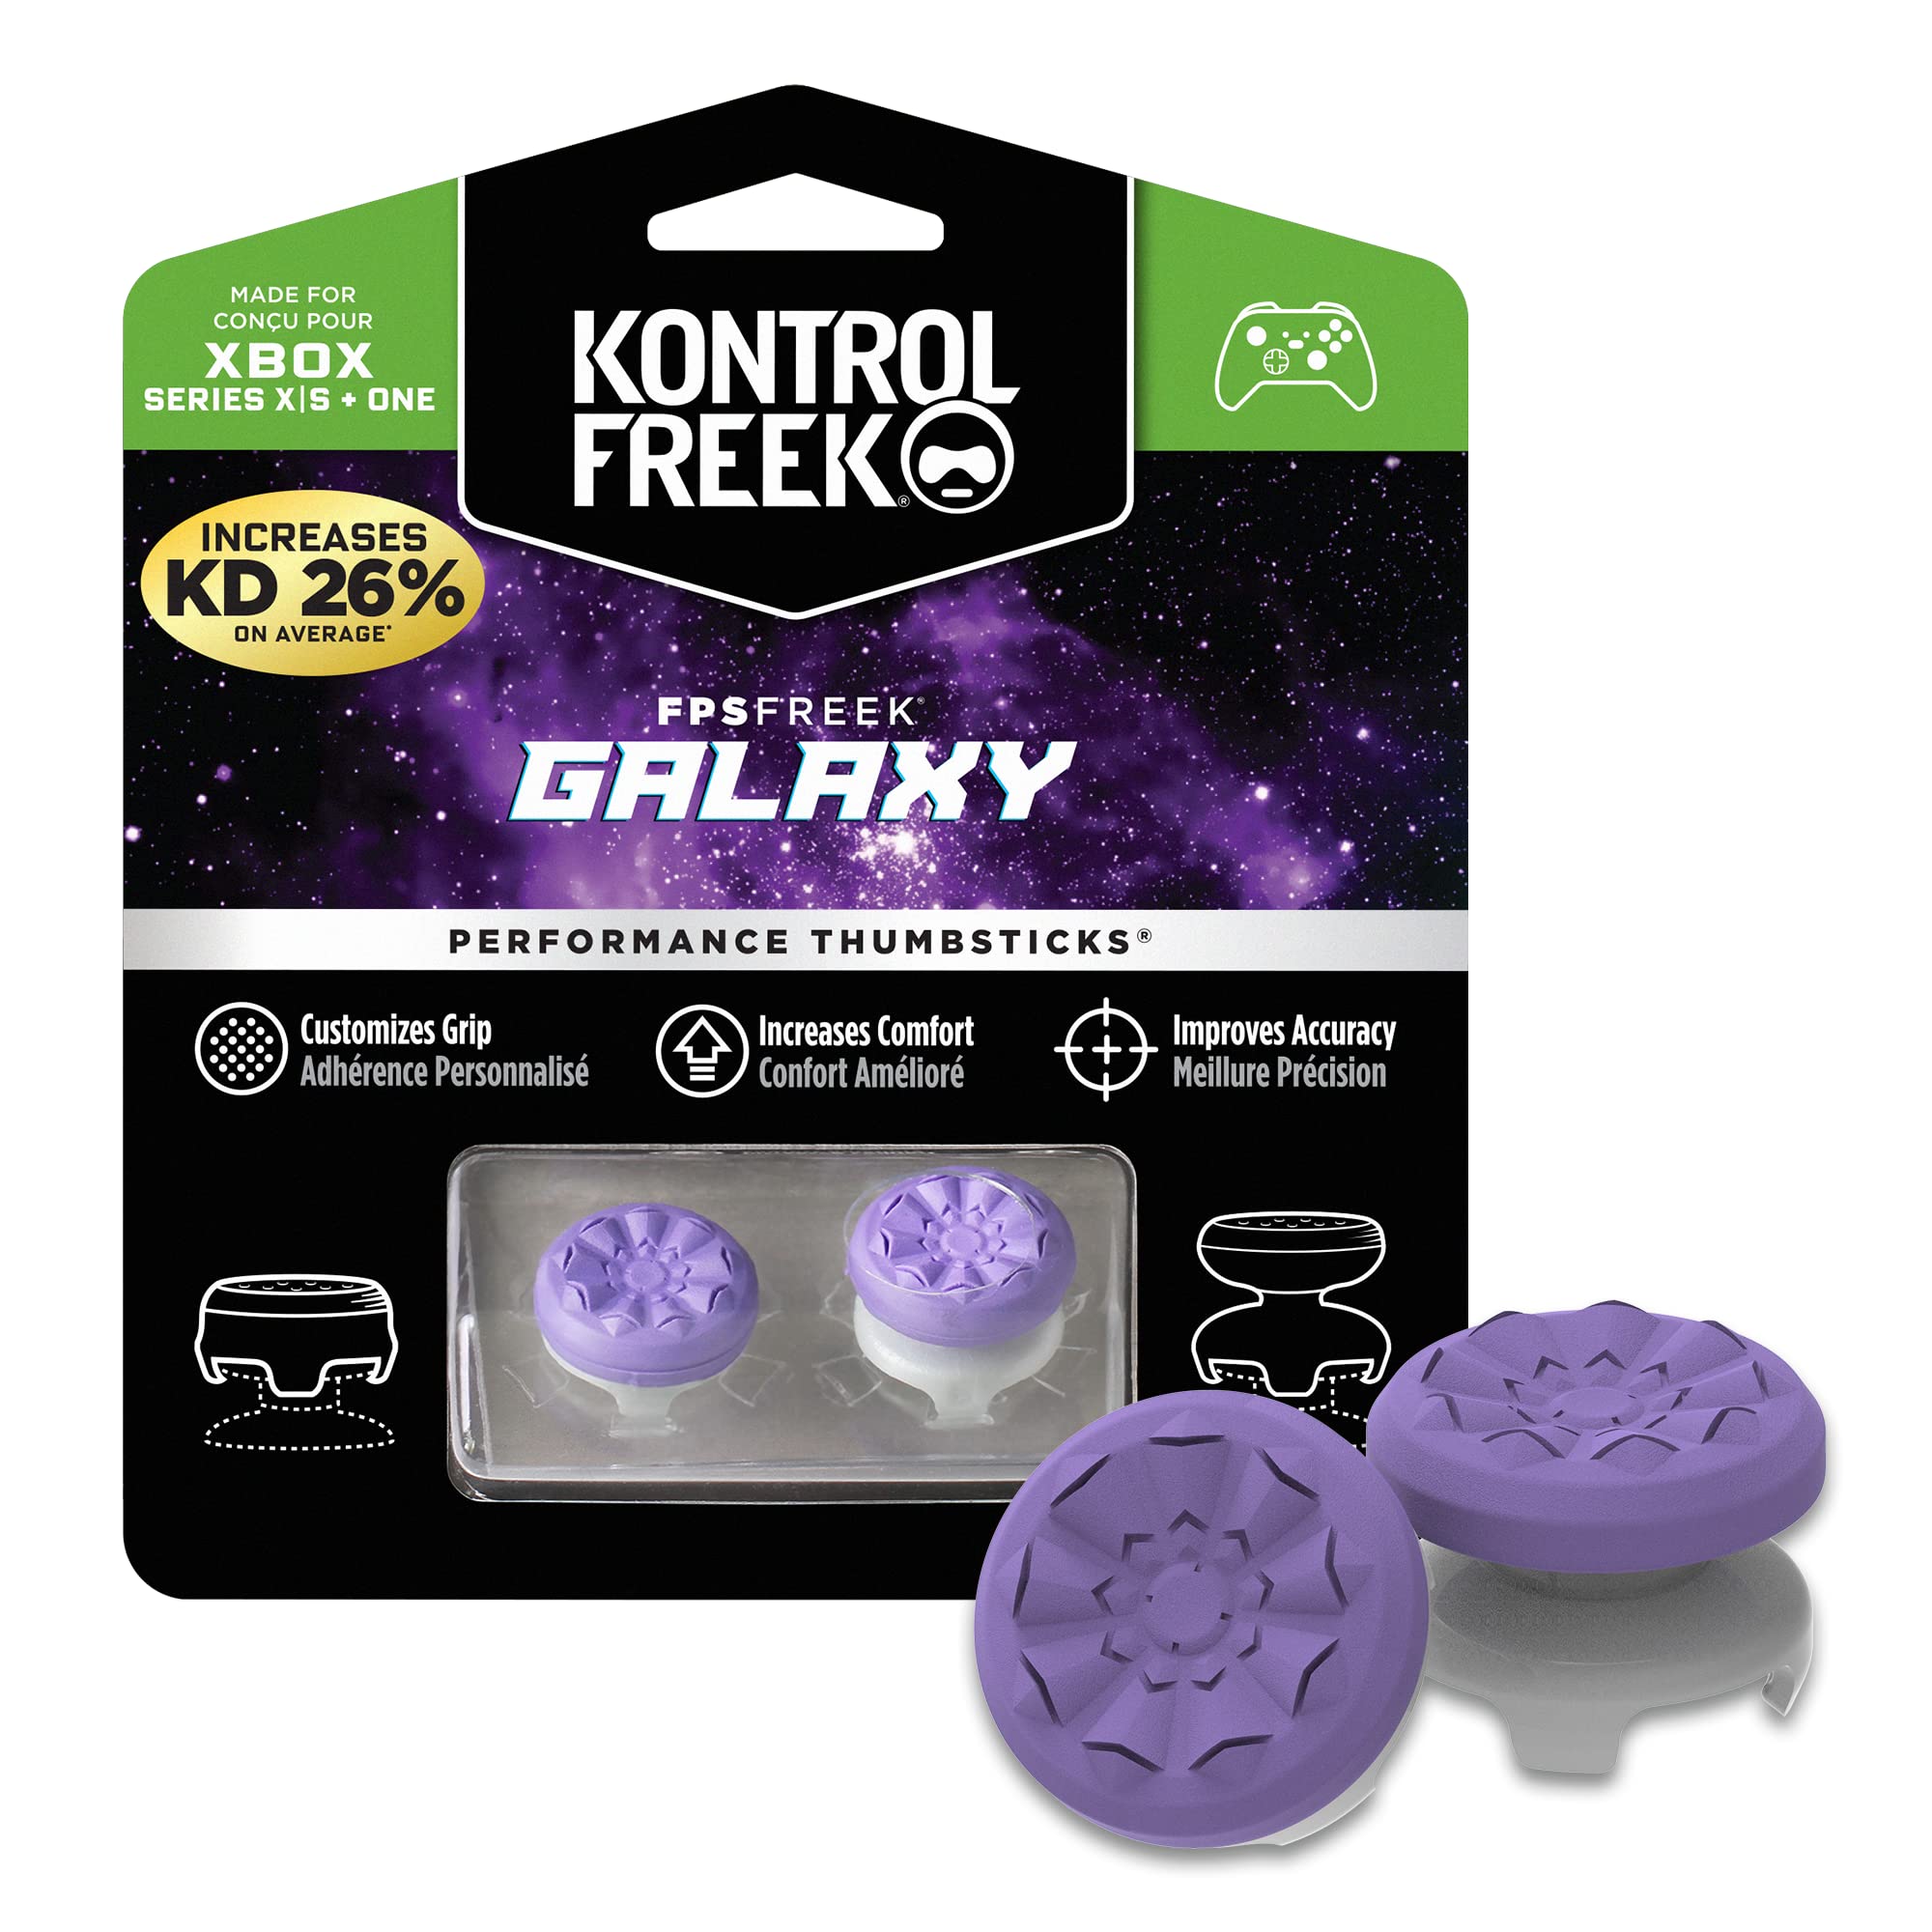 MADE FOR
CONÇU POUR
XBOX
SERIES X|S + ONE
KONTROL
FREEK®
INCREASES
KD 26%
ON AVERAGE*
FPSFREEK®
GALAXY
PERFORMANCE THUMBSTICKS®
Customizes Grip
Adhérence Personnalisé
Increases Comfort
Confort Amélioré
Improves Accuracy
Meillure Précision